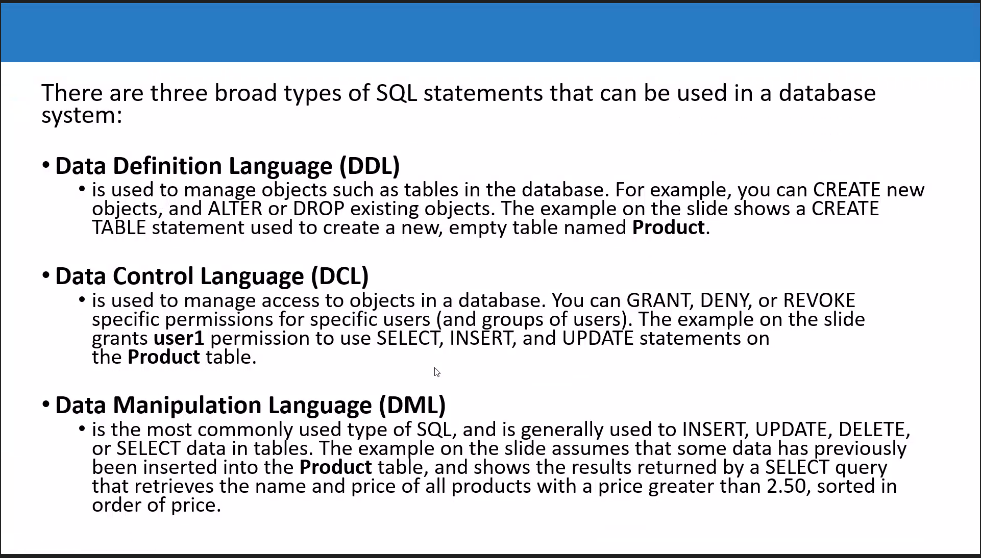 There are three broad types of SQL statements that can be used in a database
system:
• Data Definition Language (DDL)
• is used to manage objects such as tables in the database. For example, you can CREATE new
objects, and ALTER or DROP existing objects. The example on the slide shows a CREATE
TABLE statement used to create a new, empty table named Product.
• Data Control Language (DCL)
• is used to manage access to objects in a database. You can GRANT, DENY, or REVOKE
specific permissions for specific users (and groups of users). The example on the slide
grants user1 permission to use SELECT, INSERT, and UPDATE statements on
the Product table.
• Data Manipulation Language (DML)
• is the most commonly used type of SQL, and is generally used to INSERT, UPDATE, DELETE,
or SELECT data in tables. The example on the slide assumes that some data has previously
been inserted into the Product table, and shows the results returned by a SELECT query
that retrieves the name and price of all products with a price greater than 2.50, sorted in
order of price.